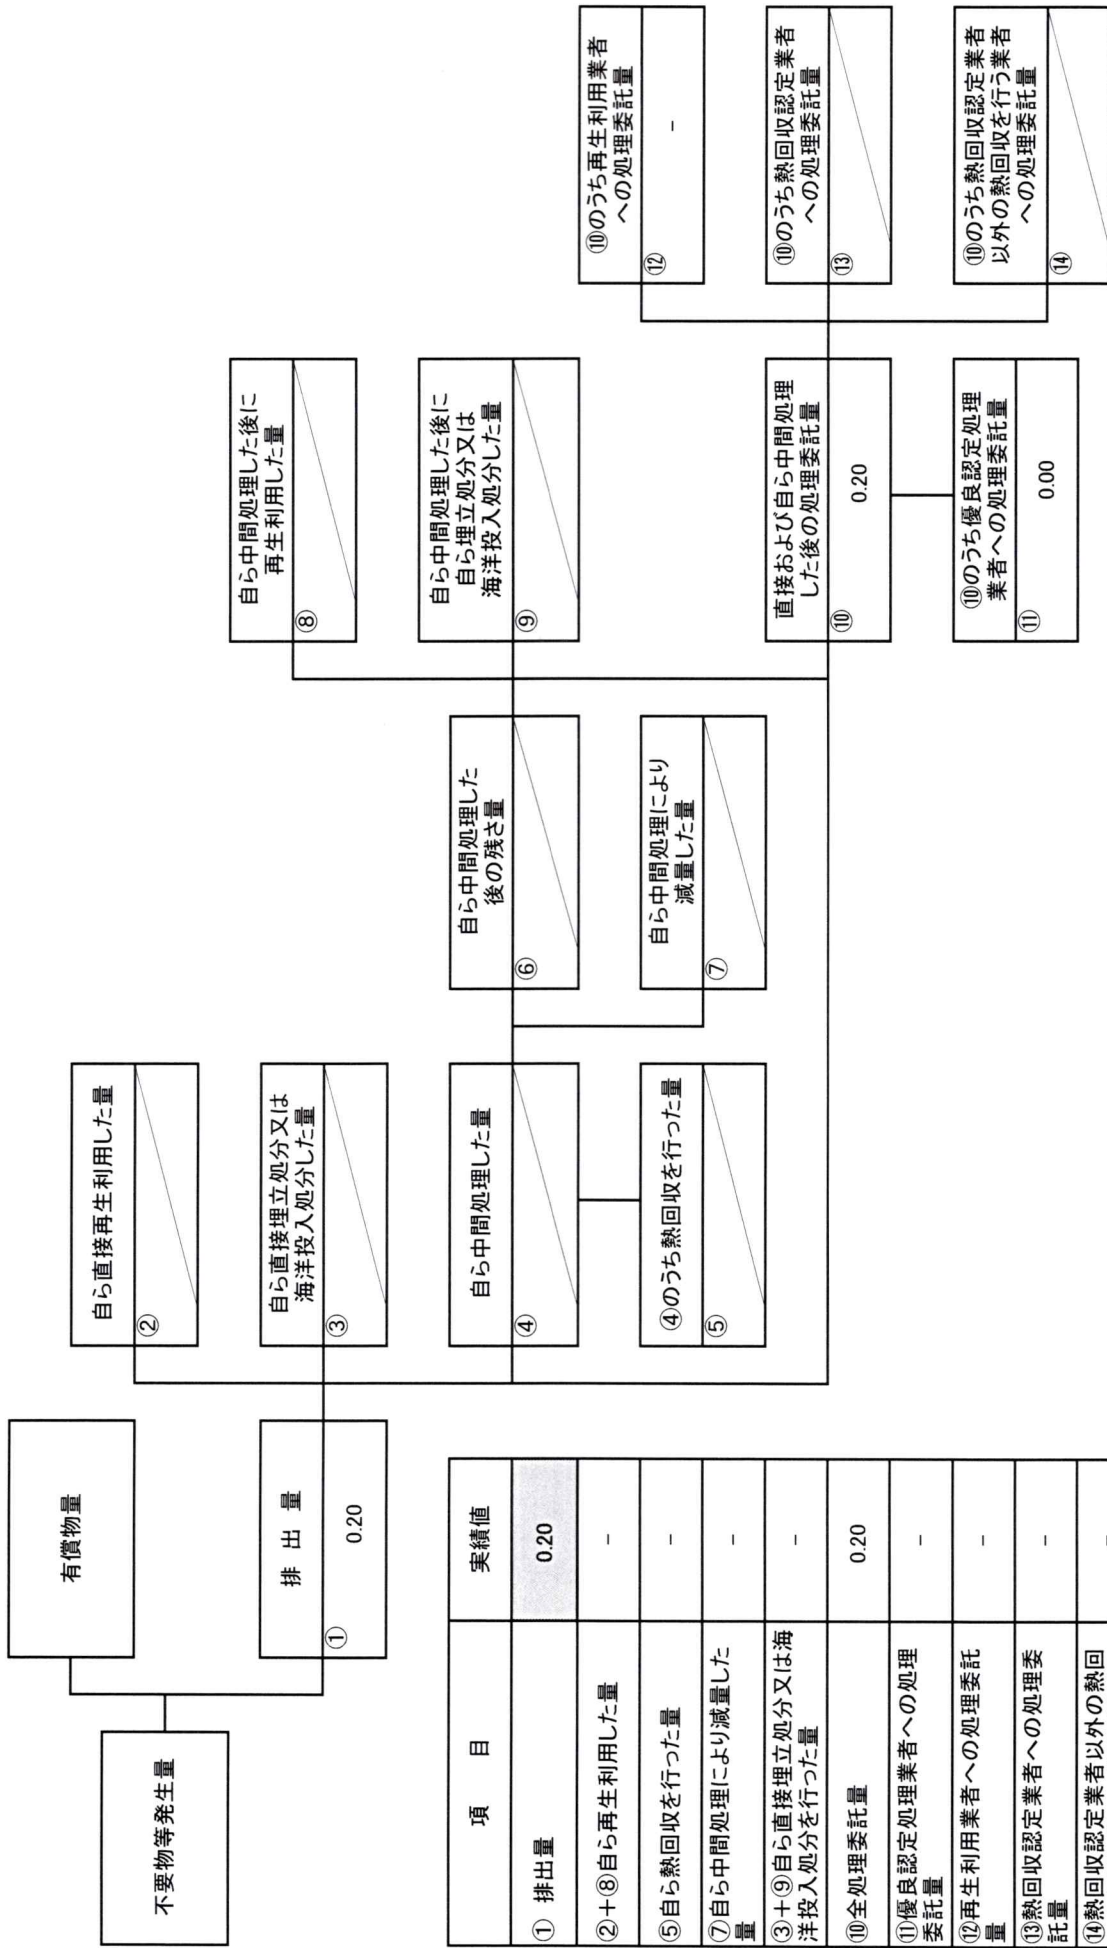 不要物等発生量
有償物量
排 出 量
①
0.20
自ら直接再生利用した量
②
自ら直接埋立処分又は
海洋投入処分した量
③
自ら中間処理した量
④
④のうち熱回収を行った量
⑤
自ら中間処理した
後の残さ量
⑥
自ら中間処理により
減量した量
⑦
自ら中間処理した後に
再生利用した量
⑧
自ら中間処理した後に
自ら埋立処分又は
海洋投入処分した量
⑨
直接および自ら中間処理
した後の処理委託量
⑩
0.20
⑩のうち優良認定処理
業者への処理委託量
⑪
0.00
⑩のうち再生利用業者
への処理委託量
⑫
-
⑩のうち熱回収認定業者
への処理委託量
⑬
⑩のうち熱回収認定業者
以外の熱回収を行う業者
への処理委託量
⑭
項 目 実績値
① 排出量 0.20
②+⑧自ら再生利用した量 -
⑤自ら熱回収を行った量 -
⑦自ら中間処理により減量した
量 -
③+⑨自ら直接埋立処分又は海
洋投入処分を行った量 -
⑩全処理委託量 0.20
⑪優良認定処理業者への処理
委託量 -
⑫再生利用業者への処理委託
量 -
⑬熱回収認定業者への処理委
託量 -
⑭熱回収認定業者以外の熱回
-